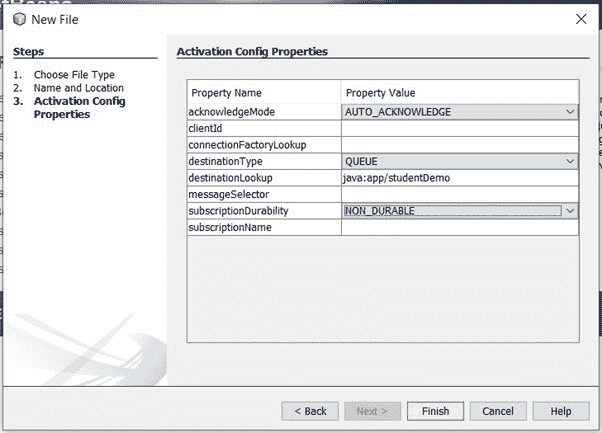 New File
Steps
1. Choose File Type
2. Name and Location
3. Activation Config
Properties
Activation Config Properties
Property Name Property Value
acknowledgeMode AUTO_ACKNOWLEDGE
clientId
connectionFactoryLookup
destinationType QUEUE
destinationLookup java:app/studentDemo
messageSelector
subscriptionDurability NON_DURABLE
subscriptionName
< Back Next > Finish Cancel Help